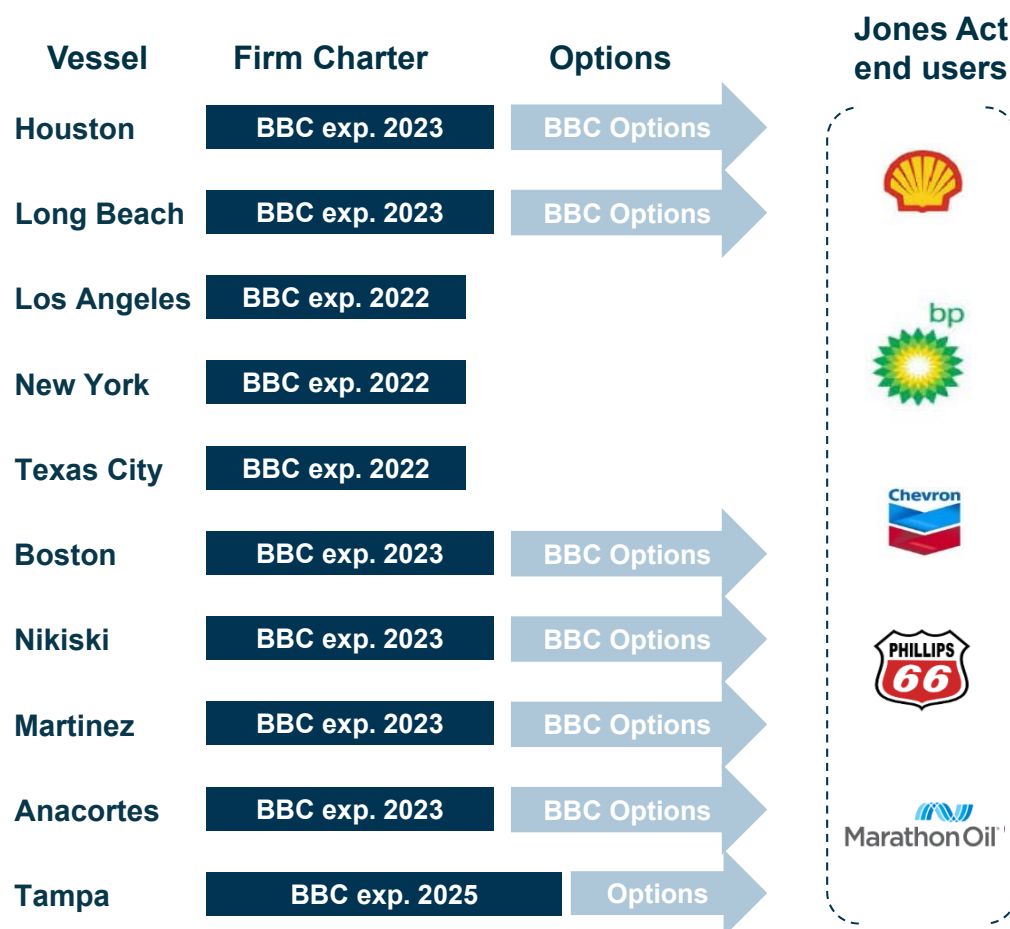 Vessel Firm Charter Options Jones Act
end users
Houston BBC exp. 2023 BBC Options
Long Beach BBC exp. 2023 BBC Options
Los Angeles BBC exp. 2022
bp
New York BBC exp. 2022
Texas City BBC exp. 2022
Chevron
Boston BBC exp. 2023 BBC Options
Nikiski BBC exp. 2023 BBC Options
PHILLIPS
66
Martinez BBC exp. 2023 BBC Options
Anacortes BBC exp. 2023 BBC Options
Marathon Oil
Tampa BBC exp. 2025 Options